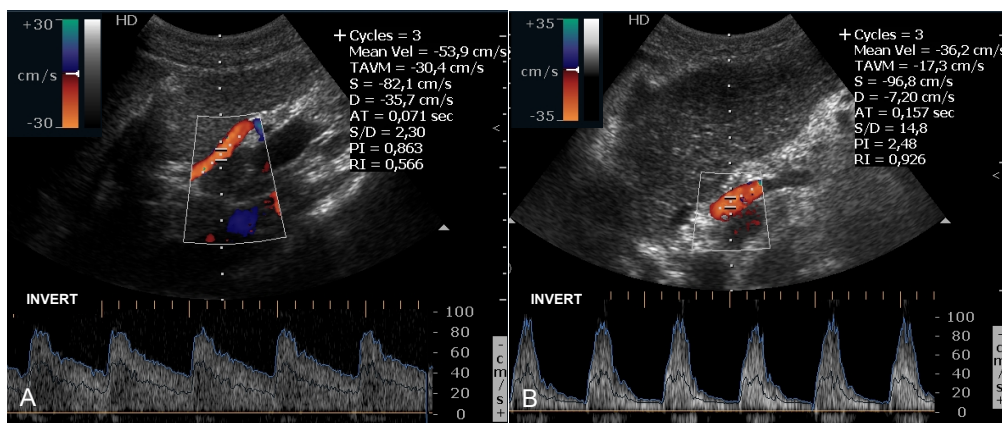 +30
HD
cm/s
-30
+ Cycles = 3
Mean Vel = -53,9 cm/s
TAVM = -30,4 cm/s
S = -82,1 cm/s
D = -35,7 cm/s
AT = 0,071 sec
S/D = 2,30
PI = 0,863
RI = 0,566
<
INVERT
100
80
60
40
20
0
- cm/s +
A
+35
HD
cm/s
-35
+ Cycles = 3
Mean Vel = -36,2 cm/s
TAVM = -17,3 cm/s
S = -96,8 cm/s
D = -7,20 cm/s
AT = 0,157 sec
S/D = 14,8
PI = 2,48
RI = 0,926
<
INVERT
100
80
60
40
20
0
- cm/s +
B